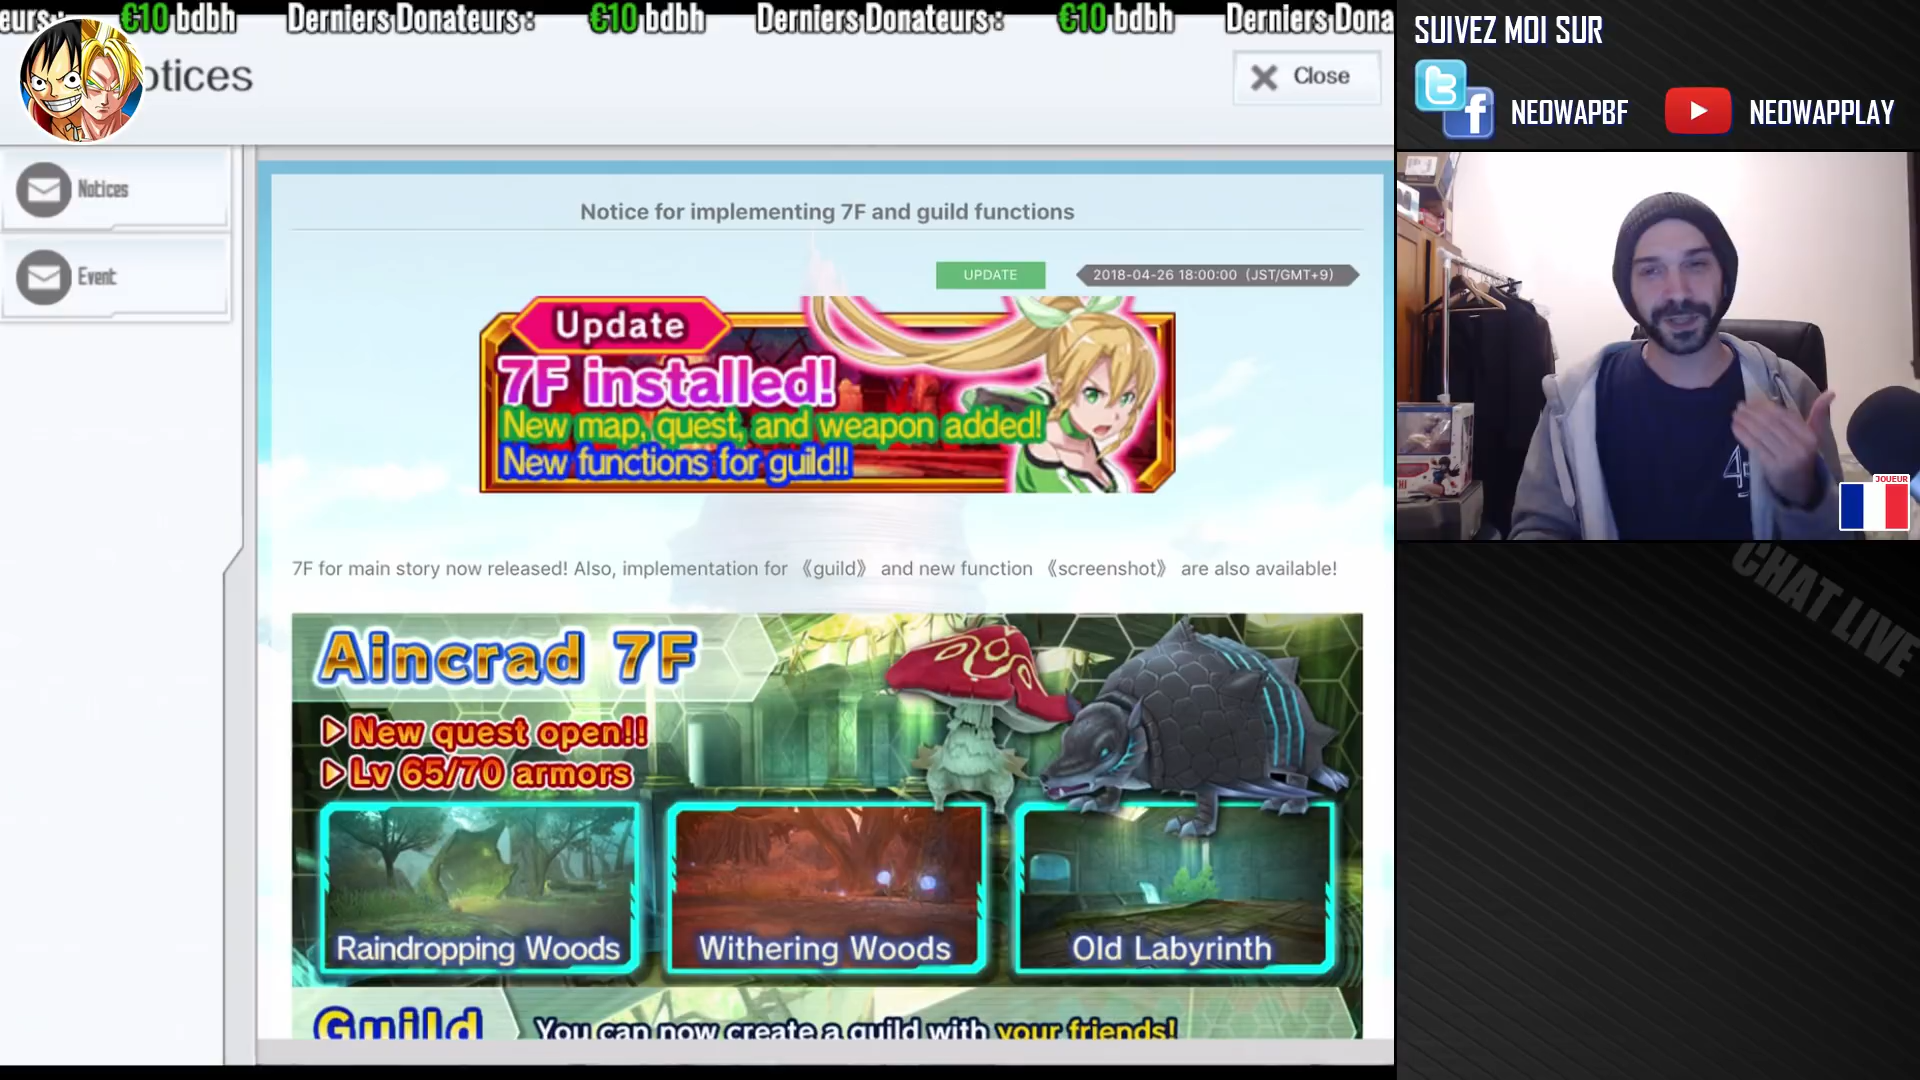 Derniers Donateurs : €10 bdbh Derniers Donateurs : €10 bdbh Derniers Dona
otices
Close
SUIVEZ MOI SUR
NEOWAPBF
NEOWAPPLAY
Notices
Event
Notice for implementing 7F and guild functions
UPDATE
2018-04-26 18:00:00 (JST/GMT+9)
Update
7F installed!
New map, quest, and weapon added!
New functions for guild!!
JOUEUR
7F for main story now released! Also, implementation for 《guild》 and new function 《screenshot》 are also available!
CHAT LIVE
Aincrad 7F
New quest open!!
Lv 65/70 armors
Raindropping Woods
Withering Woods
Old Labyrinth
Guild
You can now create a guild with your friends!